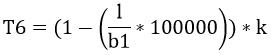 T6 = (1 − (l/b1 * 100000)) * k